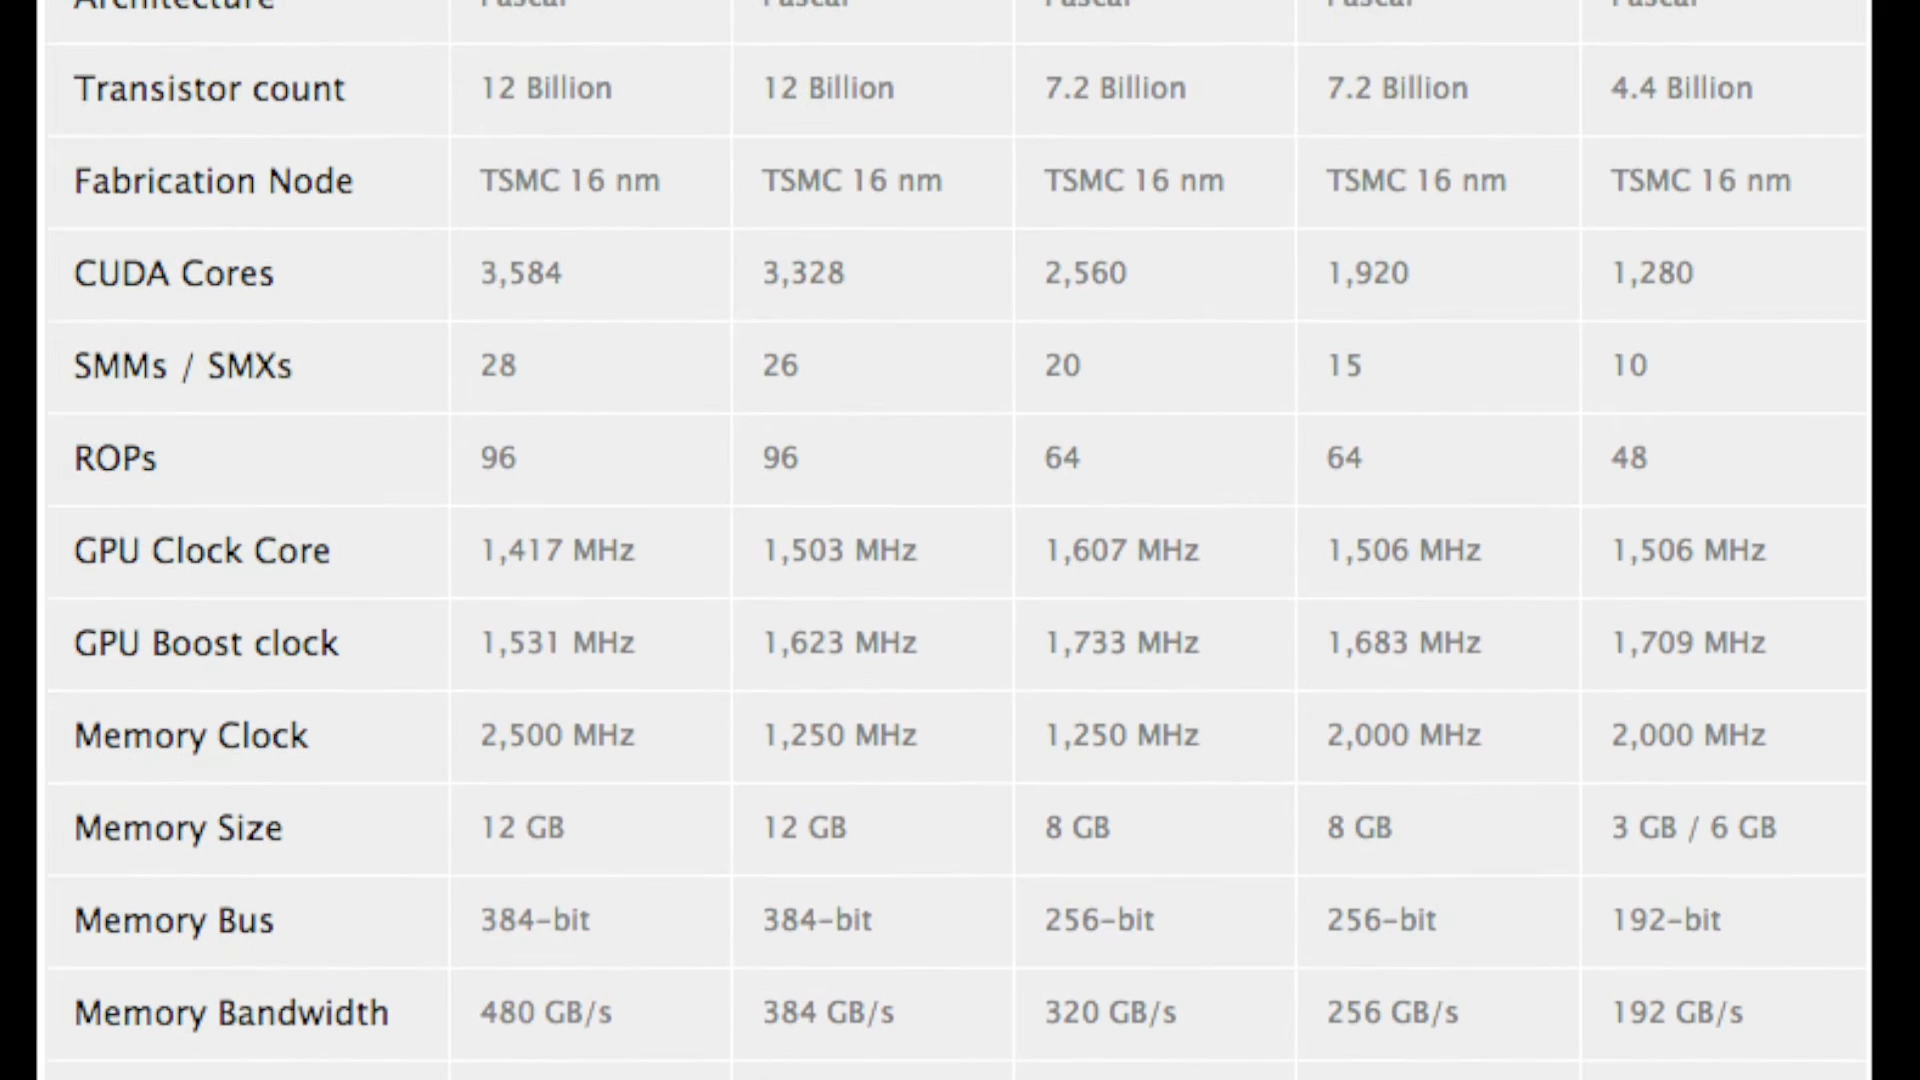 Architecture Pascal Pascal Pascal Pascal Pascal
Transistor count 12 Billion 12 Billion 7.2 Billion 7.2 Billion 4.4 Billion
Fabrication Node TSMC 16 nm TSMC 16 nm TSMC 16 nm TSMC 16 nm TSMC 16 nm
CUDA Cores 3,584 3,328 2,560 1,920 1,280
SMMs / SMXs 28 26 20 15 10
ROPs 96 96 64 64 48
GPU Clock Core 1,417 MHz 1,503 MHz 1,607 MHz 1,506 MHz 1,506 MHz
GPU Boost clock 1,531 MHz 1,623 MHz 1,733 MHz 1,683 MHz 1,709 MHz
Memory Clock 2,500 MHz 1,250 MHz 1,250 MHz 2,000 MHz 2,000 MHz
Memory Size 12 GB 12 GB 8 GB 8 GB 3 GB / 6 GB
Memory Bus 384-bit 384-bit 256-bit 256-bit 192-bit
Memory Bandwidth 480 GB/s 384 GB/s 320 GB/s 256 GB/s 192 GB/s